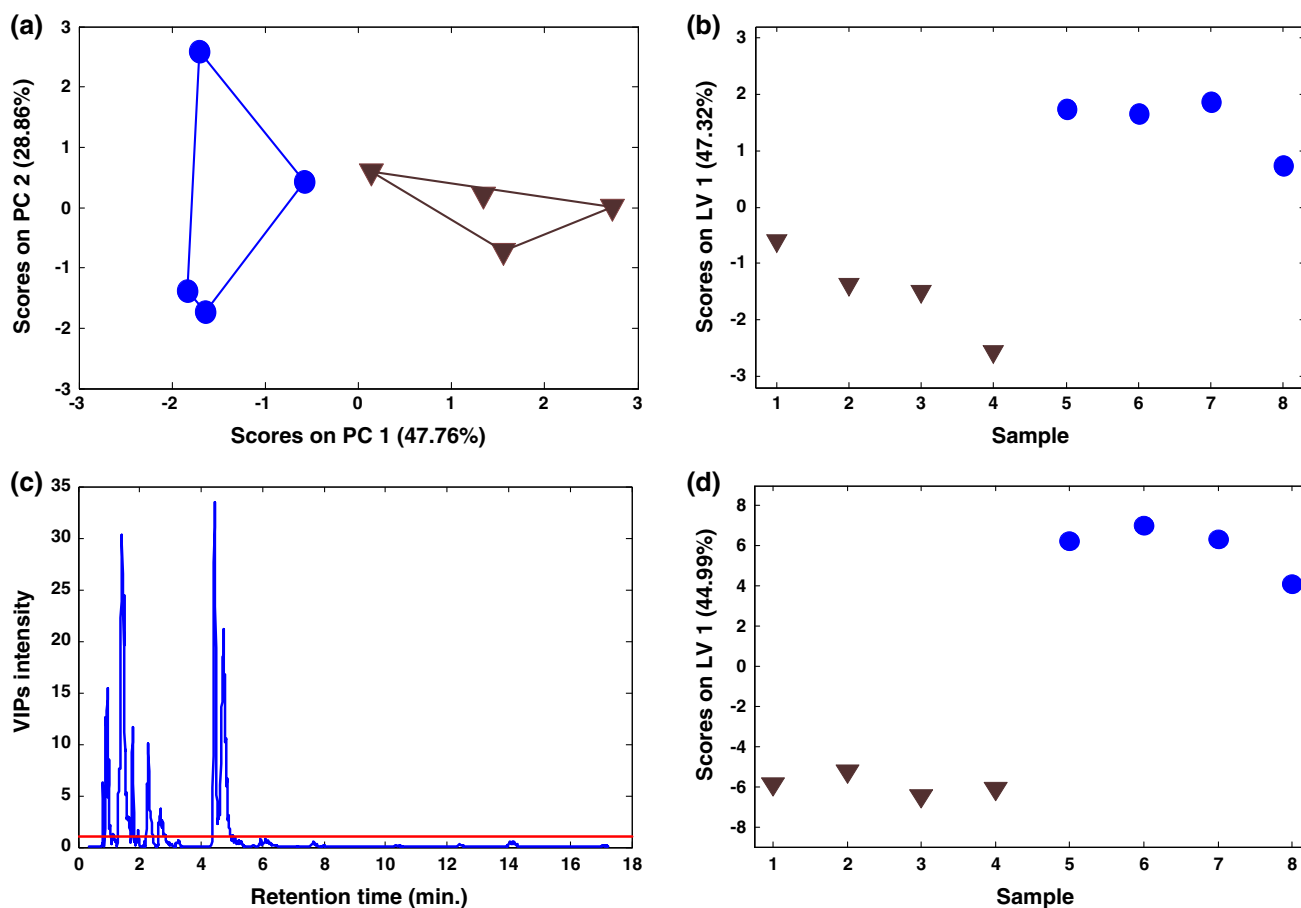 (a)
3
2
1
0
-1
-2
-3
Scores on PC 2 (28.86%)
-3 -2 -1 0 1 2 3
Scores on PC 1 (47.76%)
(b)
3
2
1
0
-1
-2
-3
Scores on LV 1 (47.32%)
1 2 3 4 5 6 7 8
Sample
(c)
35
30
25
20
15
10
5
0
VIPs intensity
0 2 4 6 8 10 12 14 16 18
Retention time (min.)
(d)
8
6
4
2
0
-2
-4
-6
-8
Scores on LV 1 (44.99%)
1 2 3 4 5 6 7 8
Sample